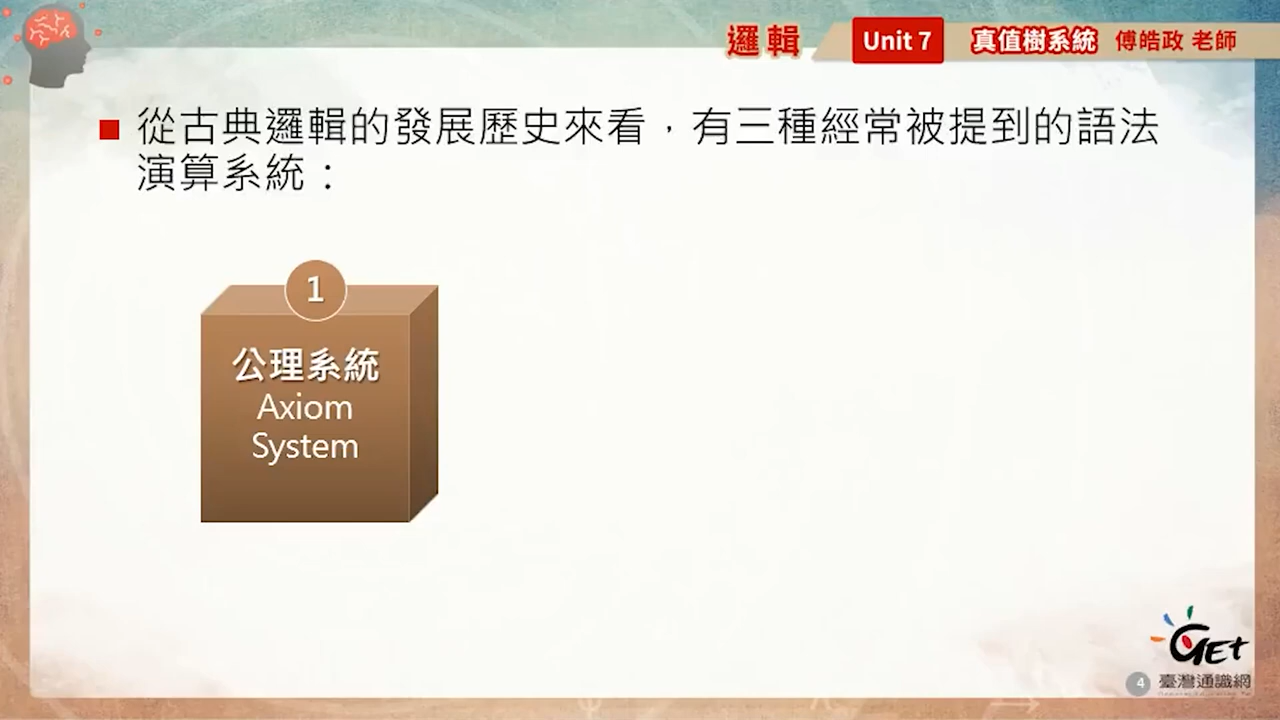 邏輯 Unit 7 真值樹系統 傅皓政 老師
從古典邏輯的發展歷史來看，有三種經常被提到的語法
演算系統：
1
公理系統
Axiom
System
GEt
4 臺灣通識網